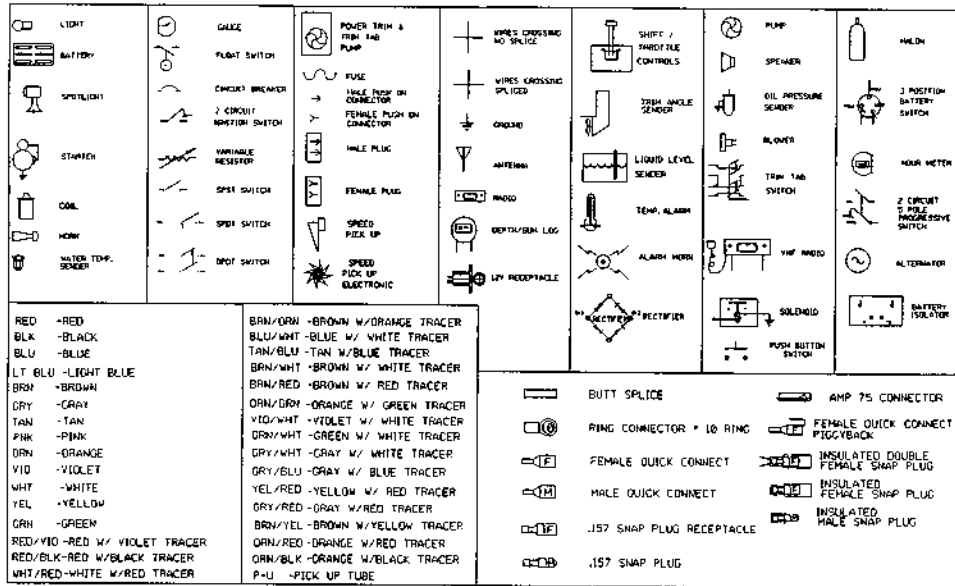 LIGHT
BATTERY
SPOTLIGHT
STARTER
COIL
HORN
WATER TEMP.
SENDER
GAUGE
FLOAT SWITCH
CIRCUIT BREAKER
2 CIRCUIT
IGNITION SWITCH
VARIABLE
RESISTOR
SPST SWITCH
SPDT SWITCH
DPDT SWITCH
POWER TRIM &
TRIM TAB
PUMP
FUSE
MALE PUSH ON
CONNECTOR
FEMALE PUSH ON
CONNECTOR
MALE PLUG
FEMALE PLUG
SPEED
PICK UP
SPEED
PICK UP
ELECTRONIC
WIRES CROSSING
NO SPLICE
WIRES CROSSING
SPLICED
GROUND
ANTENNA
RADIO
DEPTH/SUM LOG
12V RECEPTACLE
SHIFT /
THROTTLE
CONTROLS
TRIM ANGLE
SENDER
LIQUID LEVEL
SENDER
TEMP. ALARM
ALARM HORN
RECTIFIER
RECTIFIER
PUMP
SPEAKER
OIL PRESSURE
SENDER
BLOWER
TRIM TAB
SWITCH
VHF RADIO
SOLENOID
PUSH BUTTON
SWITCH
HALON
3 POSITION
BATTERY
SWITCH
HOUR METER
2 CIRCUIT
5 POLE
PROGRESSIVE
SWITCH
ALTERNATOR
BATTERY
ISOLATOR
RED -RED
BLK -BLACK
BLU -BLUE
LT BLU -LIGHT BLUE
BRN -BROWN
GRY -GRAY
TAN -TAN
PNK -PINK
ORN -ORANGE
VIO -VIOLET
WHT -WHITE
YEL -YELLOW
GRN -GREEN
RED/VIO -RED W/ VIOLET TRACER
RED/BLK-RED W/BLACK TRACER
WHT/RED-WHITE W/RED TRACER
BRN/ORN -BROWN W/ORANGE TRACER
BLU/WHT -BLUE W/ WHITE TRACER
TAN/BLU -TAN W/BLUE TRACER
BRN/WHT -BROWN W/ WHITE TRACER
BRN/RED -BROWN W/ RED TRACER
ORN/GRN -ORANGE W/ GREEN TRACER
VIO/WHT -VIOLET W/ WHITE TRACER
GRN/WHT -GREEN W/ WHITE TRACER
GRY/WHT -GRAY W/ WHITE TRACER
GRY/BLU -GRAY W/ BLUE TRACER
YEL/RED -YELLOW W/ RED TRACER
GRY/RED -GRAY W/RED TRACER
BRN/YEL -BROWN W/YELLOW TRACER
ORN/RED -ORANGE W/RED TRACER
ORN/BLK -ORANGE W/BLACK TRACER
P-U -PICK UP TUBE
BUTT SPLICE
RING CONNECTOR * 10 RING
F FEMALE QUICK CONNECT
M MALE QUICK CONNECT
F .157 SNAP PLUG RECEPTACLE
.157 SNAP PLUG
AMP 75 CONNECTOR
F FEMALE QUICK CONNECT
PIGGYBACK
INSULATED DOUBLE
FEMALE SNAP PLUG
INSULATED
FEMALE SNAP PLUG
INSULATED
MALE SNAP PLUG